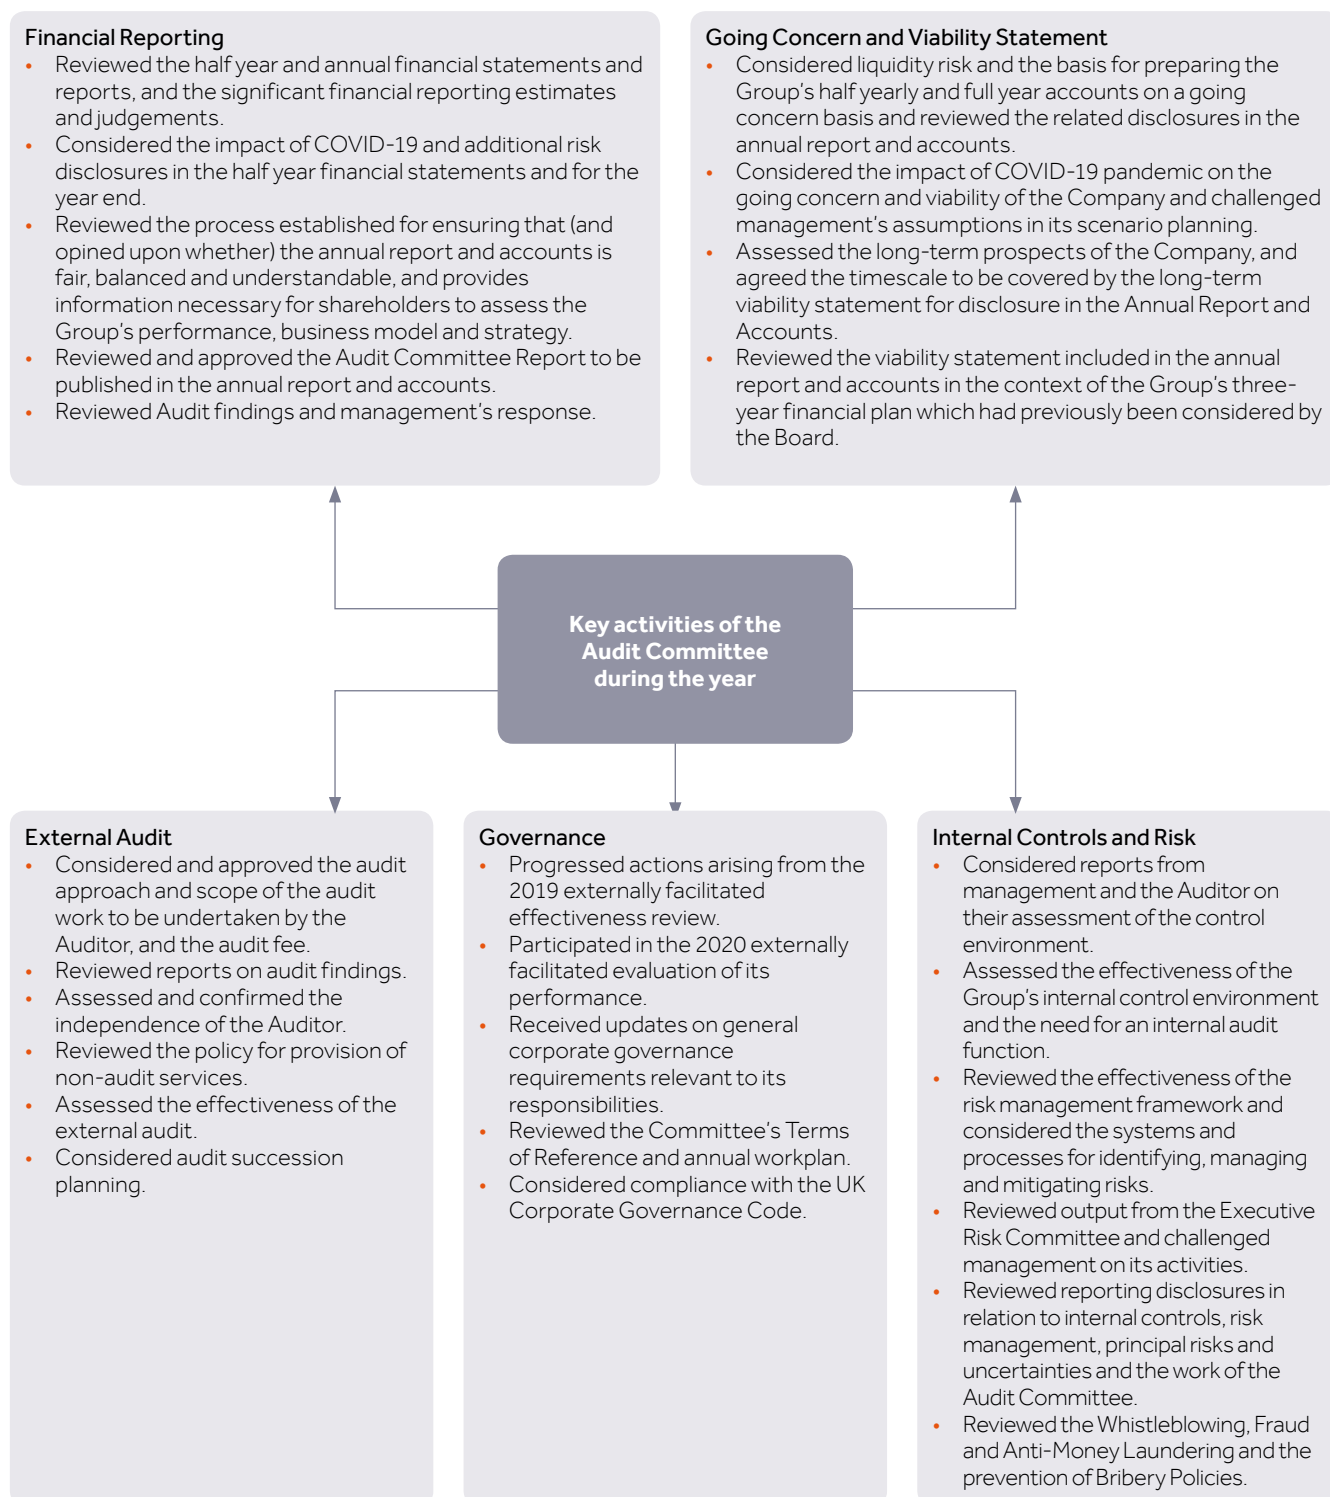 Financial Reporting
• Reviewed the half year and annual financial statements and
reports, and the significant financial reporting estimates
and judgements.
• Considered the impact of COVID-19 and additional risk
disclosures in the half year financial statements and for the
year end.
• Reviewed the process established for ensuring that (and
opined upon whether) the annual report and accounts is
fair, balanced and understandable, and provides
information necessary for shareholders to assess the
Group's performance, business model and strategy.
• Reviewed and approved the Audit Committee Report to be
published in the annual report and accounts.
• Reviewed Audit findings and management's response.
Going Concern and Viability Statement
• Considered liquidity risk and the basis for preparing the
Group's half yearly and full year accounts on a going
concern basis and reviewed the related disclosures in the
annual report and accounts.
• Considered the impact of COVID-19 pandemic on the
going concern and viability of the Company and challenged
management's assumptions in its scenario planning.
• Assessed the long-term prospects of the Company, and
agreed the timescale to be covered by the long-term
viability statement for disclosure in the Annual Report and
Accounts.
• Reviewed the viability statement included in the annual
report and accounts in the context of the Group's three-
year financial plan which had previously been considered by
the Board.
Key activities of the
Audit Committee
during the year
External Audit
• Considered and approved the audit
approach and scope of the audit
work to be undertaken by the
Auditor, and the audit fee.
• Reviewed reports on audit findings.
• Assessed and confirmed the
independence of the Auditor.
• Reviewed the policy for provision of
non-audit services.
• Assessed the effectiveness of the
external audit.
• Considered audit succession
planning.
Governance
• Progressed actions arising from the
2019 externally facilitated
effectiveness review.
• Participated in the 2020 externally
facilitated evaluation of its
performance.
• Received updates on general
corporate governance
requirements relevant to its
responsibilities.
• Reviewed the Committee's Terms
of Reference and annual workplan.
• Considered compliance with the UK
Corporate Governance Code.
Internal Controls and Risk
• Considered reports from
management and the Auditor on
their assessment of the control
environment.
• Assessed the effectiveness of the
Group's internal control environment
and the need for an internal audit
function.
• Reviewed the effectiveness of the
risk management framework and
considered the systems and
processes for identifying, managing
and mitigating risks.
• Reviewed output from the Executive
Risk Committee and challenged
management on its activities.
• Reviewed reporting disclosures in
relation to internal controls, risk
management, principal risks and
uncertainties and the work of the
Audit Committee.
• Reviewed the Whistleblowing, Fraud
and Anti-Money Laundering and the
prevention of Bribery Policies.